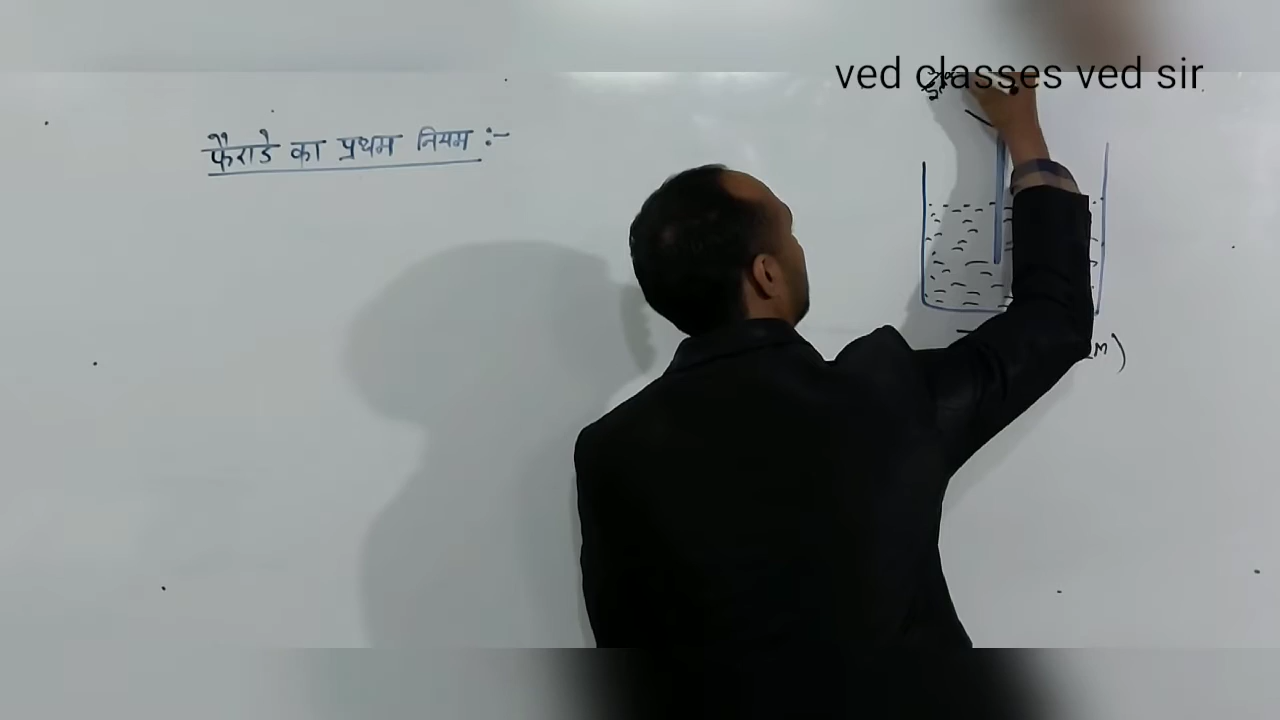 ved classes ved sir
फैराडे का प्रथम नियम :-
M)